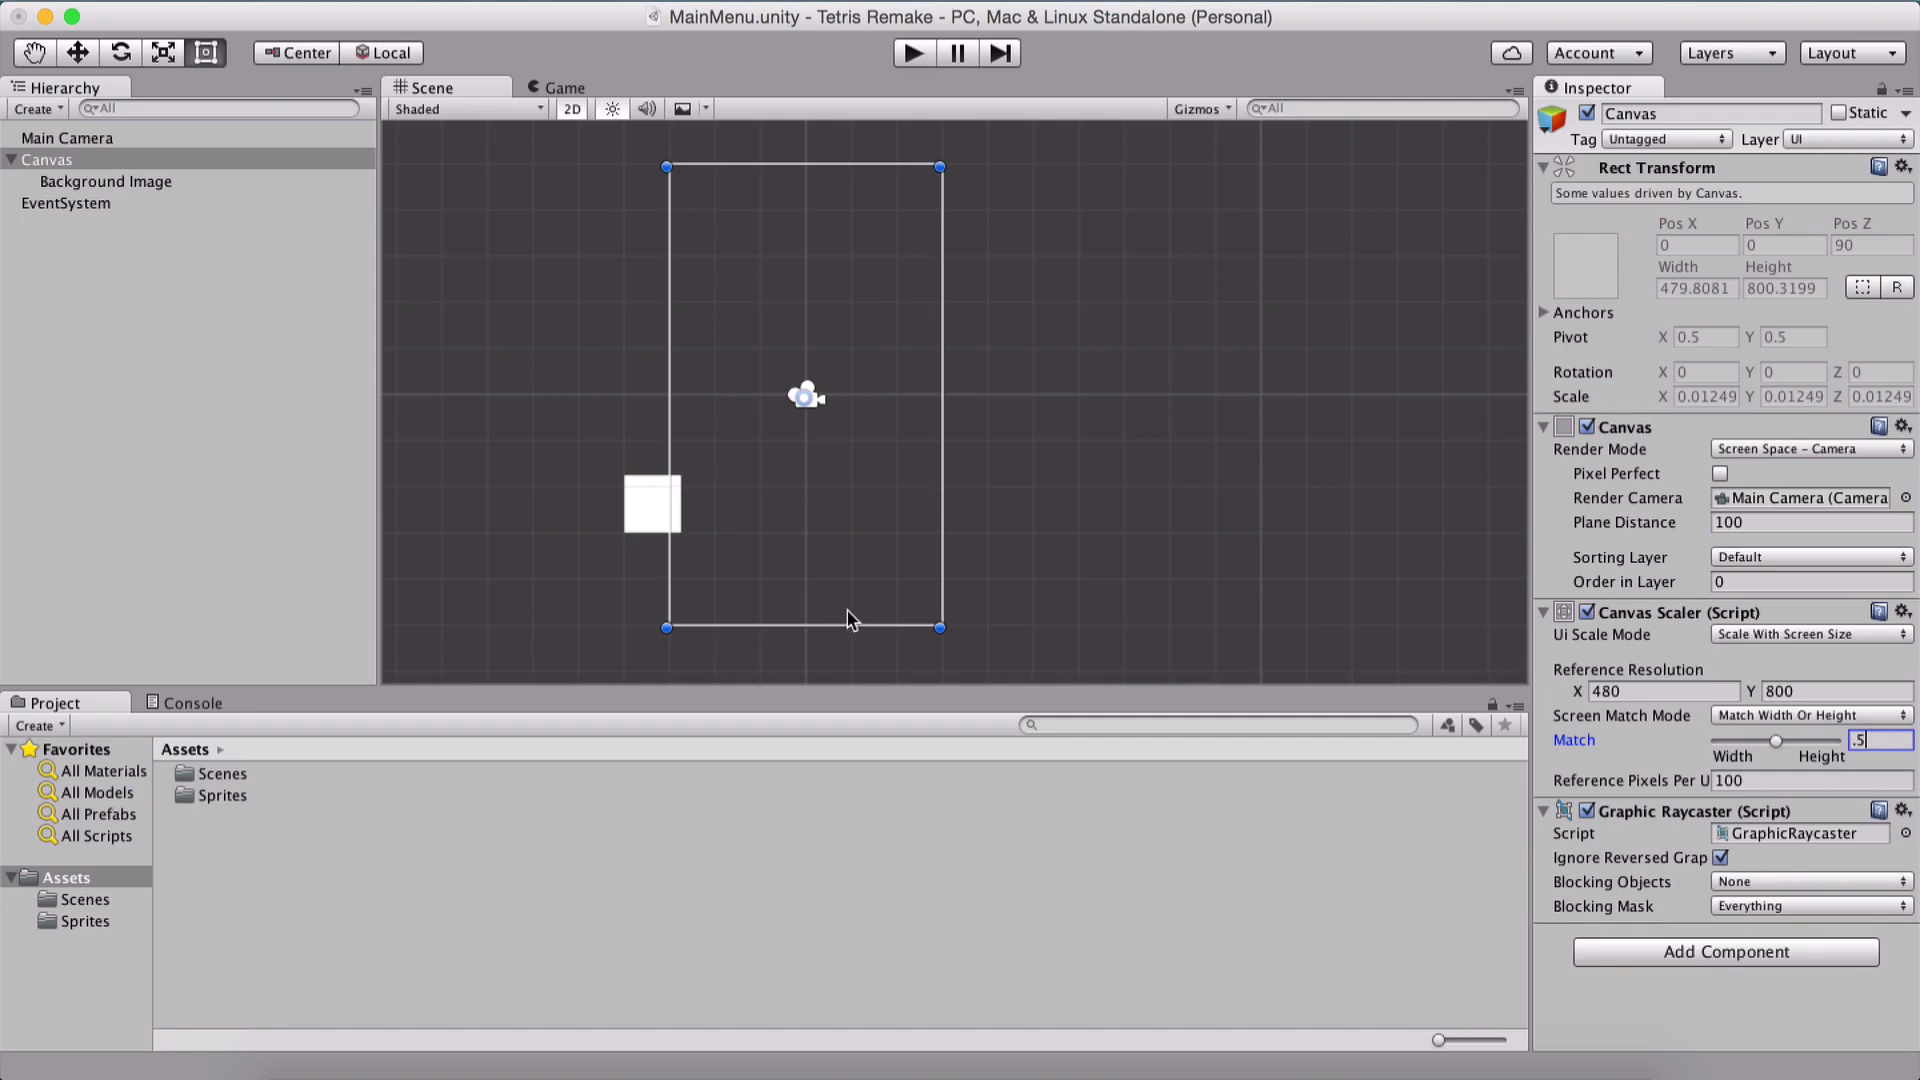 MainMenu.unity - Tetris Remake - PC, Mac & Linux Standalone (Personal)
Center Local Account Layers Layout
Hierarchy
Create All
Main Camera
Canvas
Background Image
EventSystem
Scene Game
Shaded 2D Gizmos All
Inspector
Canvas Static
Tag Untagged Layer UI
Rect Transform
Some values driven by Canvas.
Pos X Pos Y Pos Z
0 0 90
Width Height
479.8081 800.3199 R
Anchors
Pivot X 0.5 Y 0.5
Rotation X 0 Y 0 Z 0
Scale X 0.01249 Y 0.01249 Z 0.01249
Canvas
Render Mode Screen Space - Camera
Pixel Perfect
Render Camera Main Camera (Camera
Plane Distance 100
Sorting Layer Default
Order in Layer 0
Canvas Scaler (Script)
Ui Scale Mode Scale With Screen Size
Reference Resolution
X 480 Y 800
Screen Match Mode Match Width Or Height
Match .5
Width Height
Reference Pixels Per U 100
Graphic Raycaster (Script)
Script GraphicRaycaster
Ignore Reversed Grap
Blocking Objects None
Blocking Mask Everything
Add Component
Project Console
Create
Favorites
All Materials
All Models
All Prefabs
All Scripts
Assets
Scenes
Sprites
Assets
Scenes
Sprites